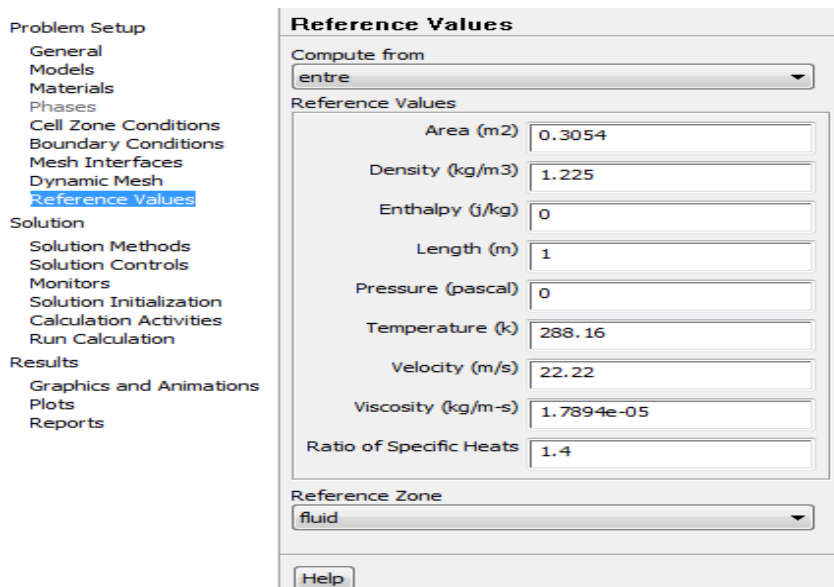 Problem Setup
General
Models
Materials
Phases
Cell Zone Conditions
Boundary Conditions
Mesh Interfaces
Dynamic Mesh
Reference Values
Solution
Solution Methods
Solution Controls
Monitors
Solution Initialization
Calculation Activities
Run Calculation
Results
Graphics and Animations
Plots
Reports
Reference Values
Compute from
entre
Reference Values
Area (m2) 0.3054
Density (kg/m3) 1.225
Enthalpy (j/kg) 0
Length (m) 1
Pressure (pascal) 0
Temperature (k) 288.16
Velocity (m/s) 22.22
Viscosity (kg/m-s) 1.7894e-05
Ratio of Specific Heats 1.4
Reference Zone
fluid
Help